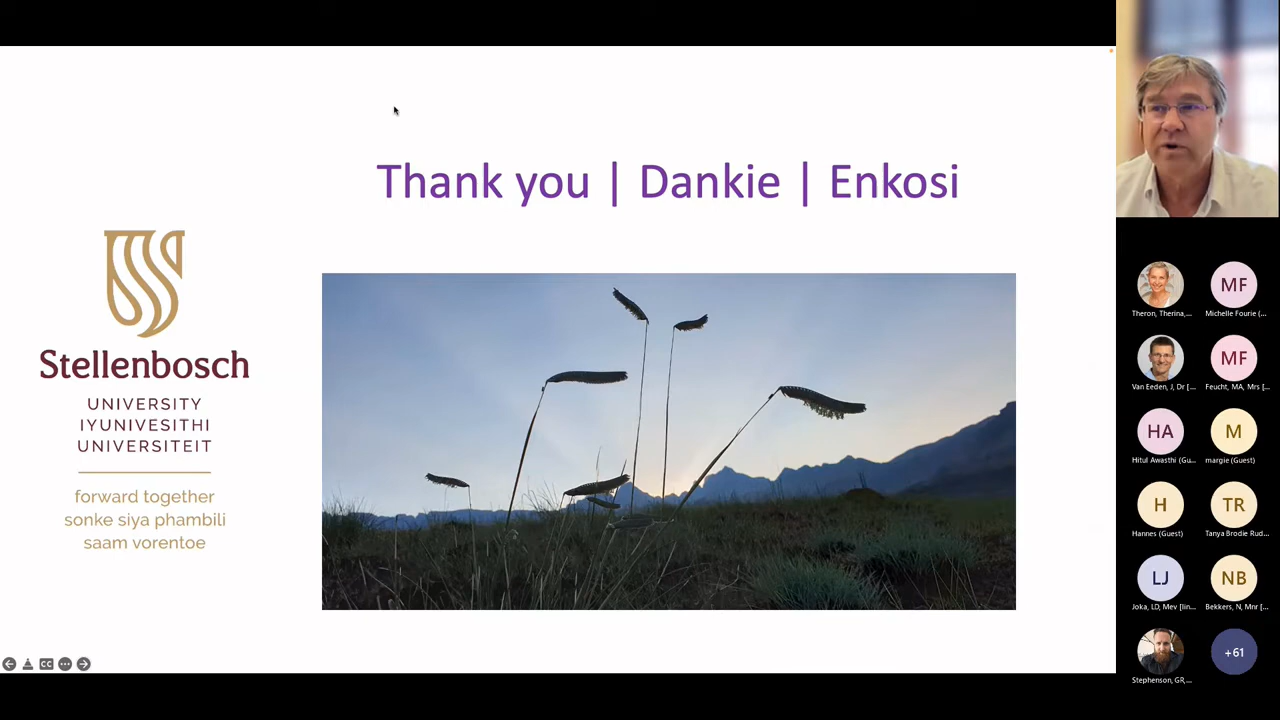 Thank you | Dankie | Enkosi
Stellenbosch
UNIVERSITY
IYUNIVESITHI
UNIVERSITEIT
forward together
sonke siya phambili
saam vorentoe
CC
Theron, Therina,...
MF
Michelle Fourie (...
Van Eeden, J, Dr [...
MF
Feucht, MA, Mrs [...
HA
Hitul Awasthi (Gu...
M
margie (Guest)
H
Hannes (Guest)
TR
Tanya Brodie Rud...
LJ
Joka, LD, Mev [lin...
NB
Bekkers, N, Mnr [...
Stephenson, GR,...
+61